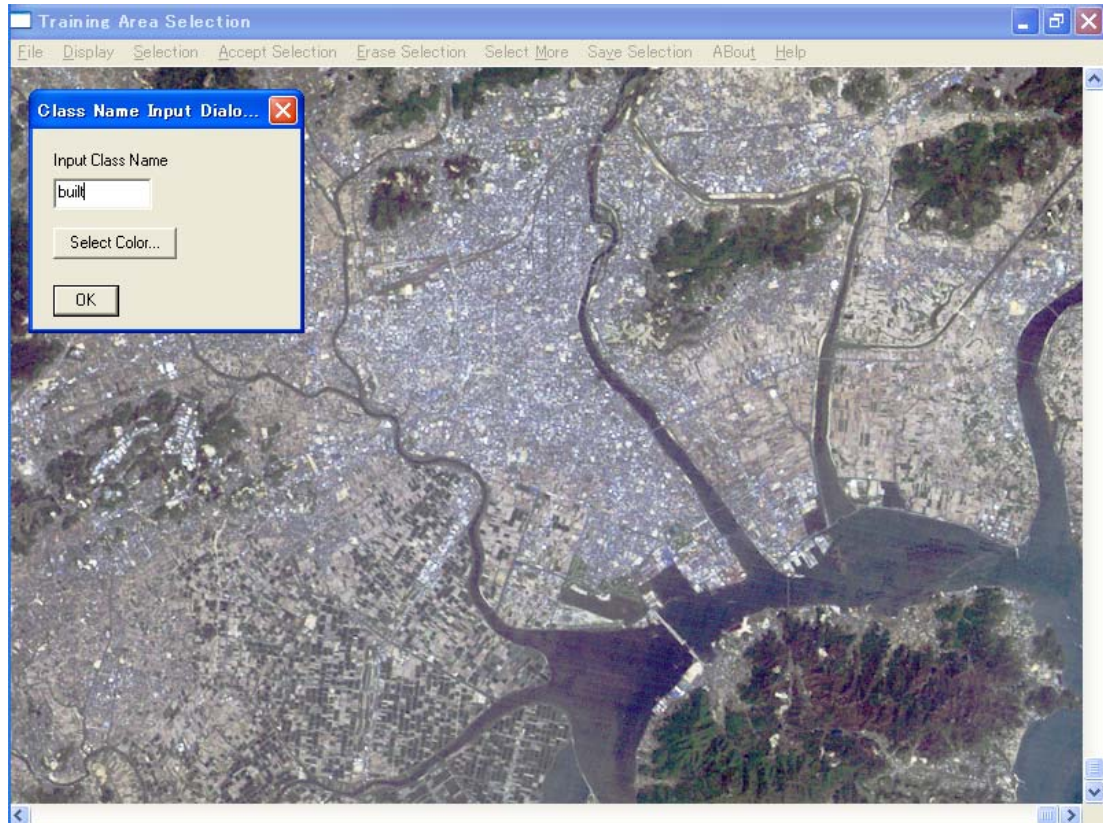 Training Area Selection
File Display Selection Accept Selection Erase Selection Select More Save Selection ABout Help
Class Name Input Dialo...
Input Class Name
built
Select Color...
OK